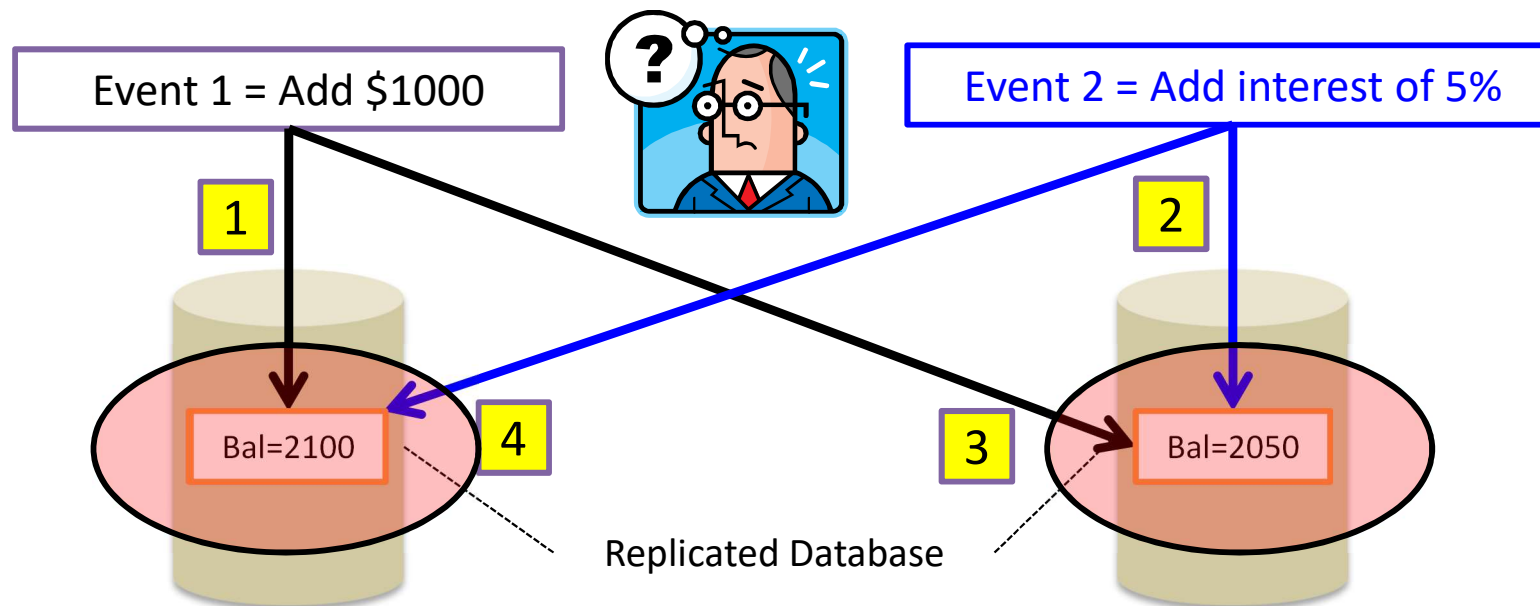 Event 1 = Add $1000
?
Event 2 = Add interest of 5%
1
2
Bal=2100
4
3
Bal=2050
Replicated Database